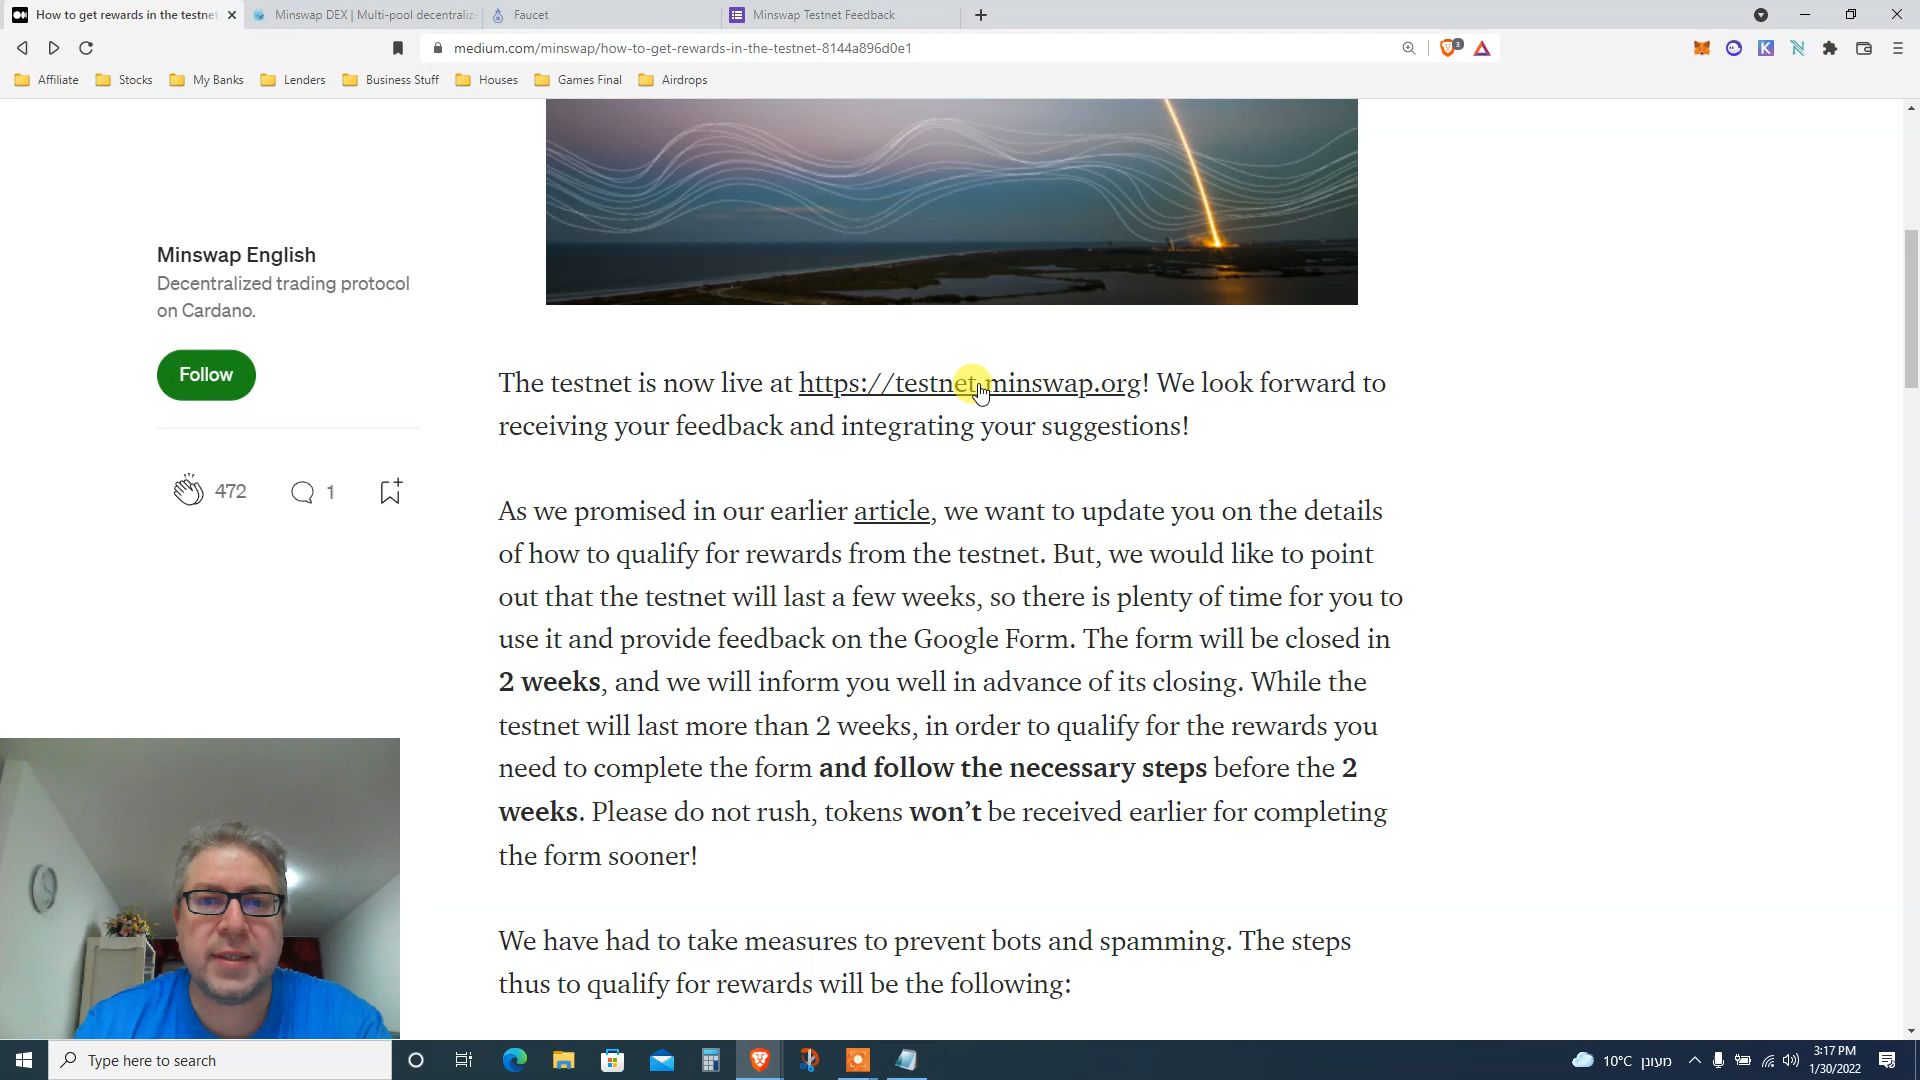 How to get rewards in the testnet
Minswap DEX | Multi-pool decentraliz
Faucet
Minswap Testnet Feedback
medium.com/minswap/how-to-get-rewards-in-the-testnet-8144a896d0e1
3
Affiliate
Stocks
My Banks
Lenders
Business Stuff
Houses
Games Final
Airdrops
Minswap English
Decentralized trading protocol
on Cardano.
Follow
472
1
The testnet is now live at https://testnet.minswap.org! We look forward to
receiving your feedback and integrating your suggestions!
As we promised in our earlier article, we want to update you on the details
of how to qualify for rewards from the testnet. But, we would like to point
out that the testnet will last a few weeks, so there is plenty of time for you to
use it and provide feedback on the Google Form. The form will be closed in
2 weeks, and we will inform you well in advance of its closing. While the
testnet will last more than 2 weeks, in order to qualify for the rewards you
need to complete the form and follow the necessary steps before the 2
weeks. Please do not rush, tokens won’t be received earlier for completing
the form sooner!
We have had to take measures to prevent bots and spamming. The steps
thus to qualify for rewards will be the following:
Type here to search
10°C
מעונן
3:17 PM
1/30/2022